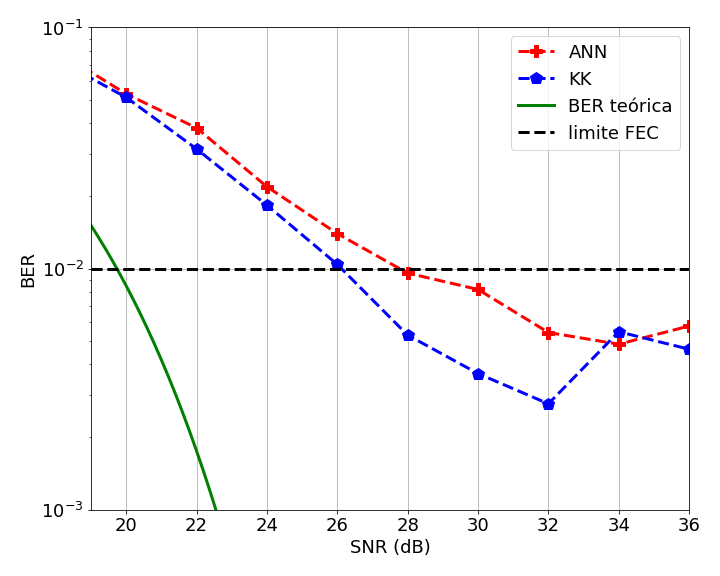 10⁻¹
10⁻²
10⁻³
BER
ANN
KK
BER teórica
limite FEC
20 22 24 26 28 30 32 34 36
SNR (dB)